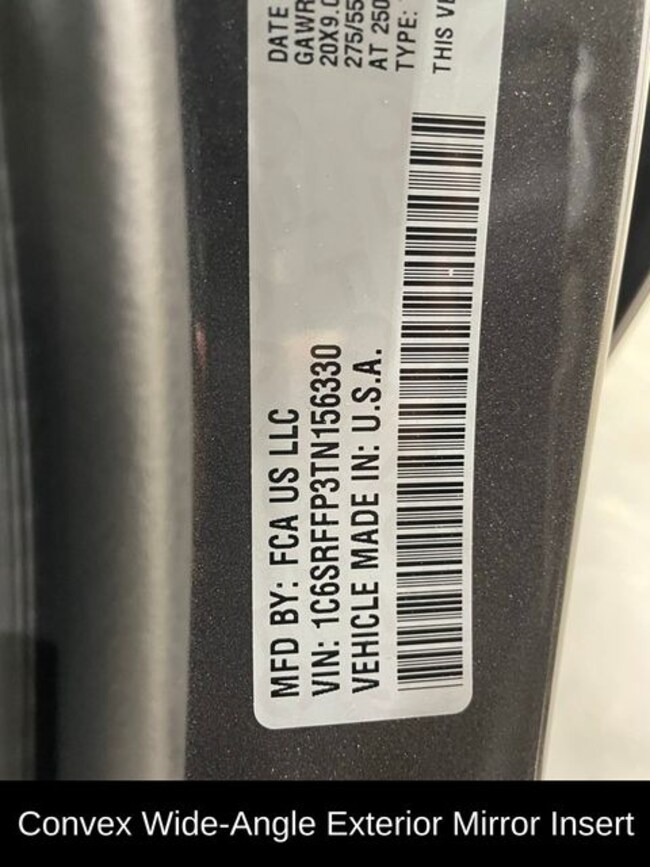 DATE
GAWR
20X9.0
275/55
AT 250
TYPE:
THIS VE
MFD BY: FCA US LLC
VIN: 1C6SRFFP3TN156330
VEHICLE MADE IN: U.S.A.
Convex Wide-Angle Exterior Mirror Insert